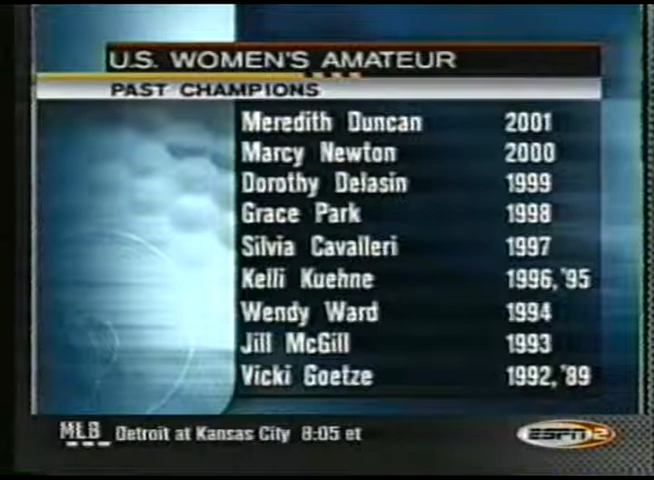 U.S. WOMEN'S AMATEUR
PAST CHAMPIONS
Meredith Duncan 2001
Marcy Newton 2000
Dorothy Delasin 1999
Grace Park 1998
Silvia Cavalleri 1997
Kelli Kuehne 1996,'95
Wendy Ward 1994
Jill McGill 1993
Vicki Goetze 1992,'89
MLB Detroit at Kansas City 8:05 et
ESPN2